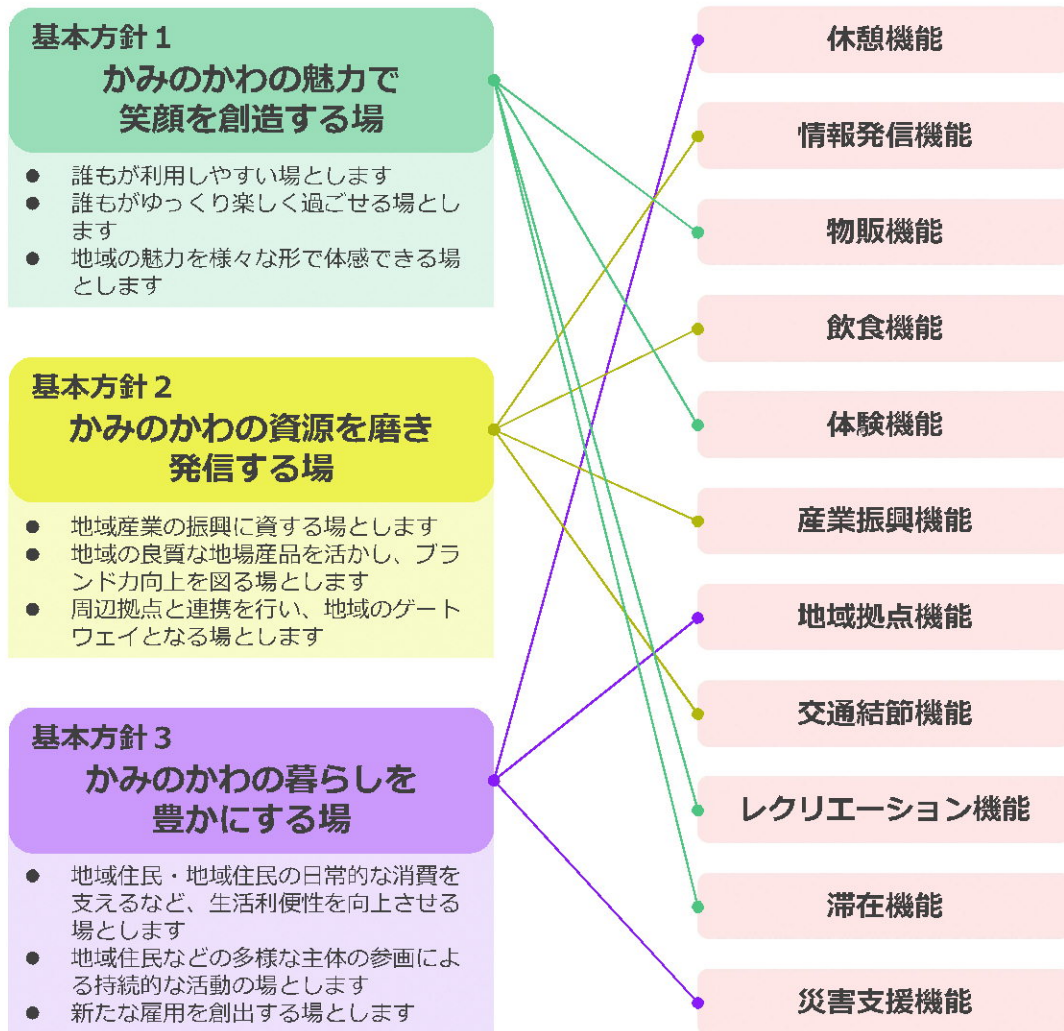 基本方針１
かみのかわの魅力で
笑顔を創造する場
● 誰もが利用しやすい場とします
● 誰もがゆっくり楽しく過ごせる場とし
ます
● 地域の魅力を様々な形で体感できる場
とします
基本方針２
かみのかわの資源を磨き
発信する場
● 地域産業の振興に資する場とします
● 地域の良質な地場産品を活かし、ブラ
ンド力向上を図る場とします
● 周辺拠点と連携を行い、地域のゲート
ウェイとなる場とします
基本方針３
かみのかわの暮らしを
豊かにする場
● 地域住民・地域住民の日常的な消費を
支えるなど、生活利便性を向上させる
場とします
● 地域住民などの多様な主体の参画によ
る持続的な活動の場とします
● 新たな雇用を創出する場とします
休憩機能
情報発信機能
物販機能
飲食機能
体験機能
産業振興機能
地域拠点機能
交通結節機能
レクリエーション機能
滞在機能
災害支援機能